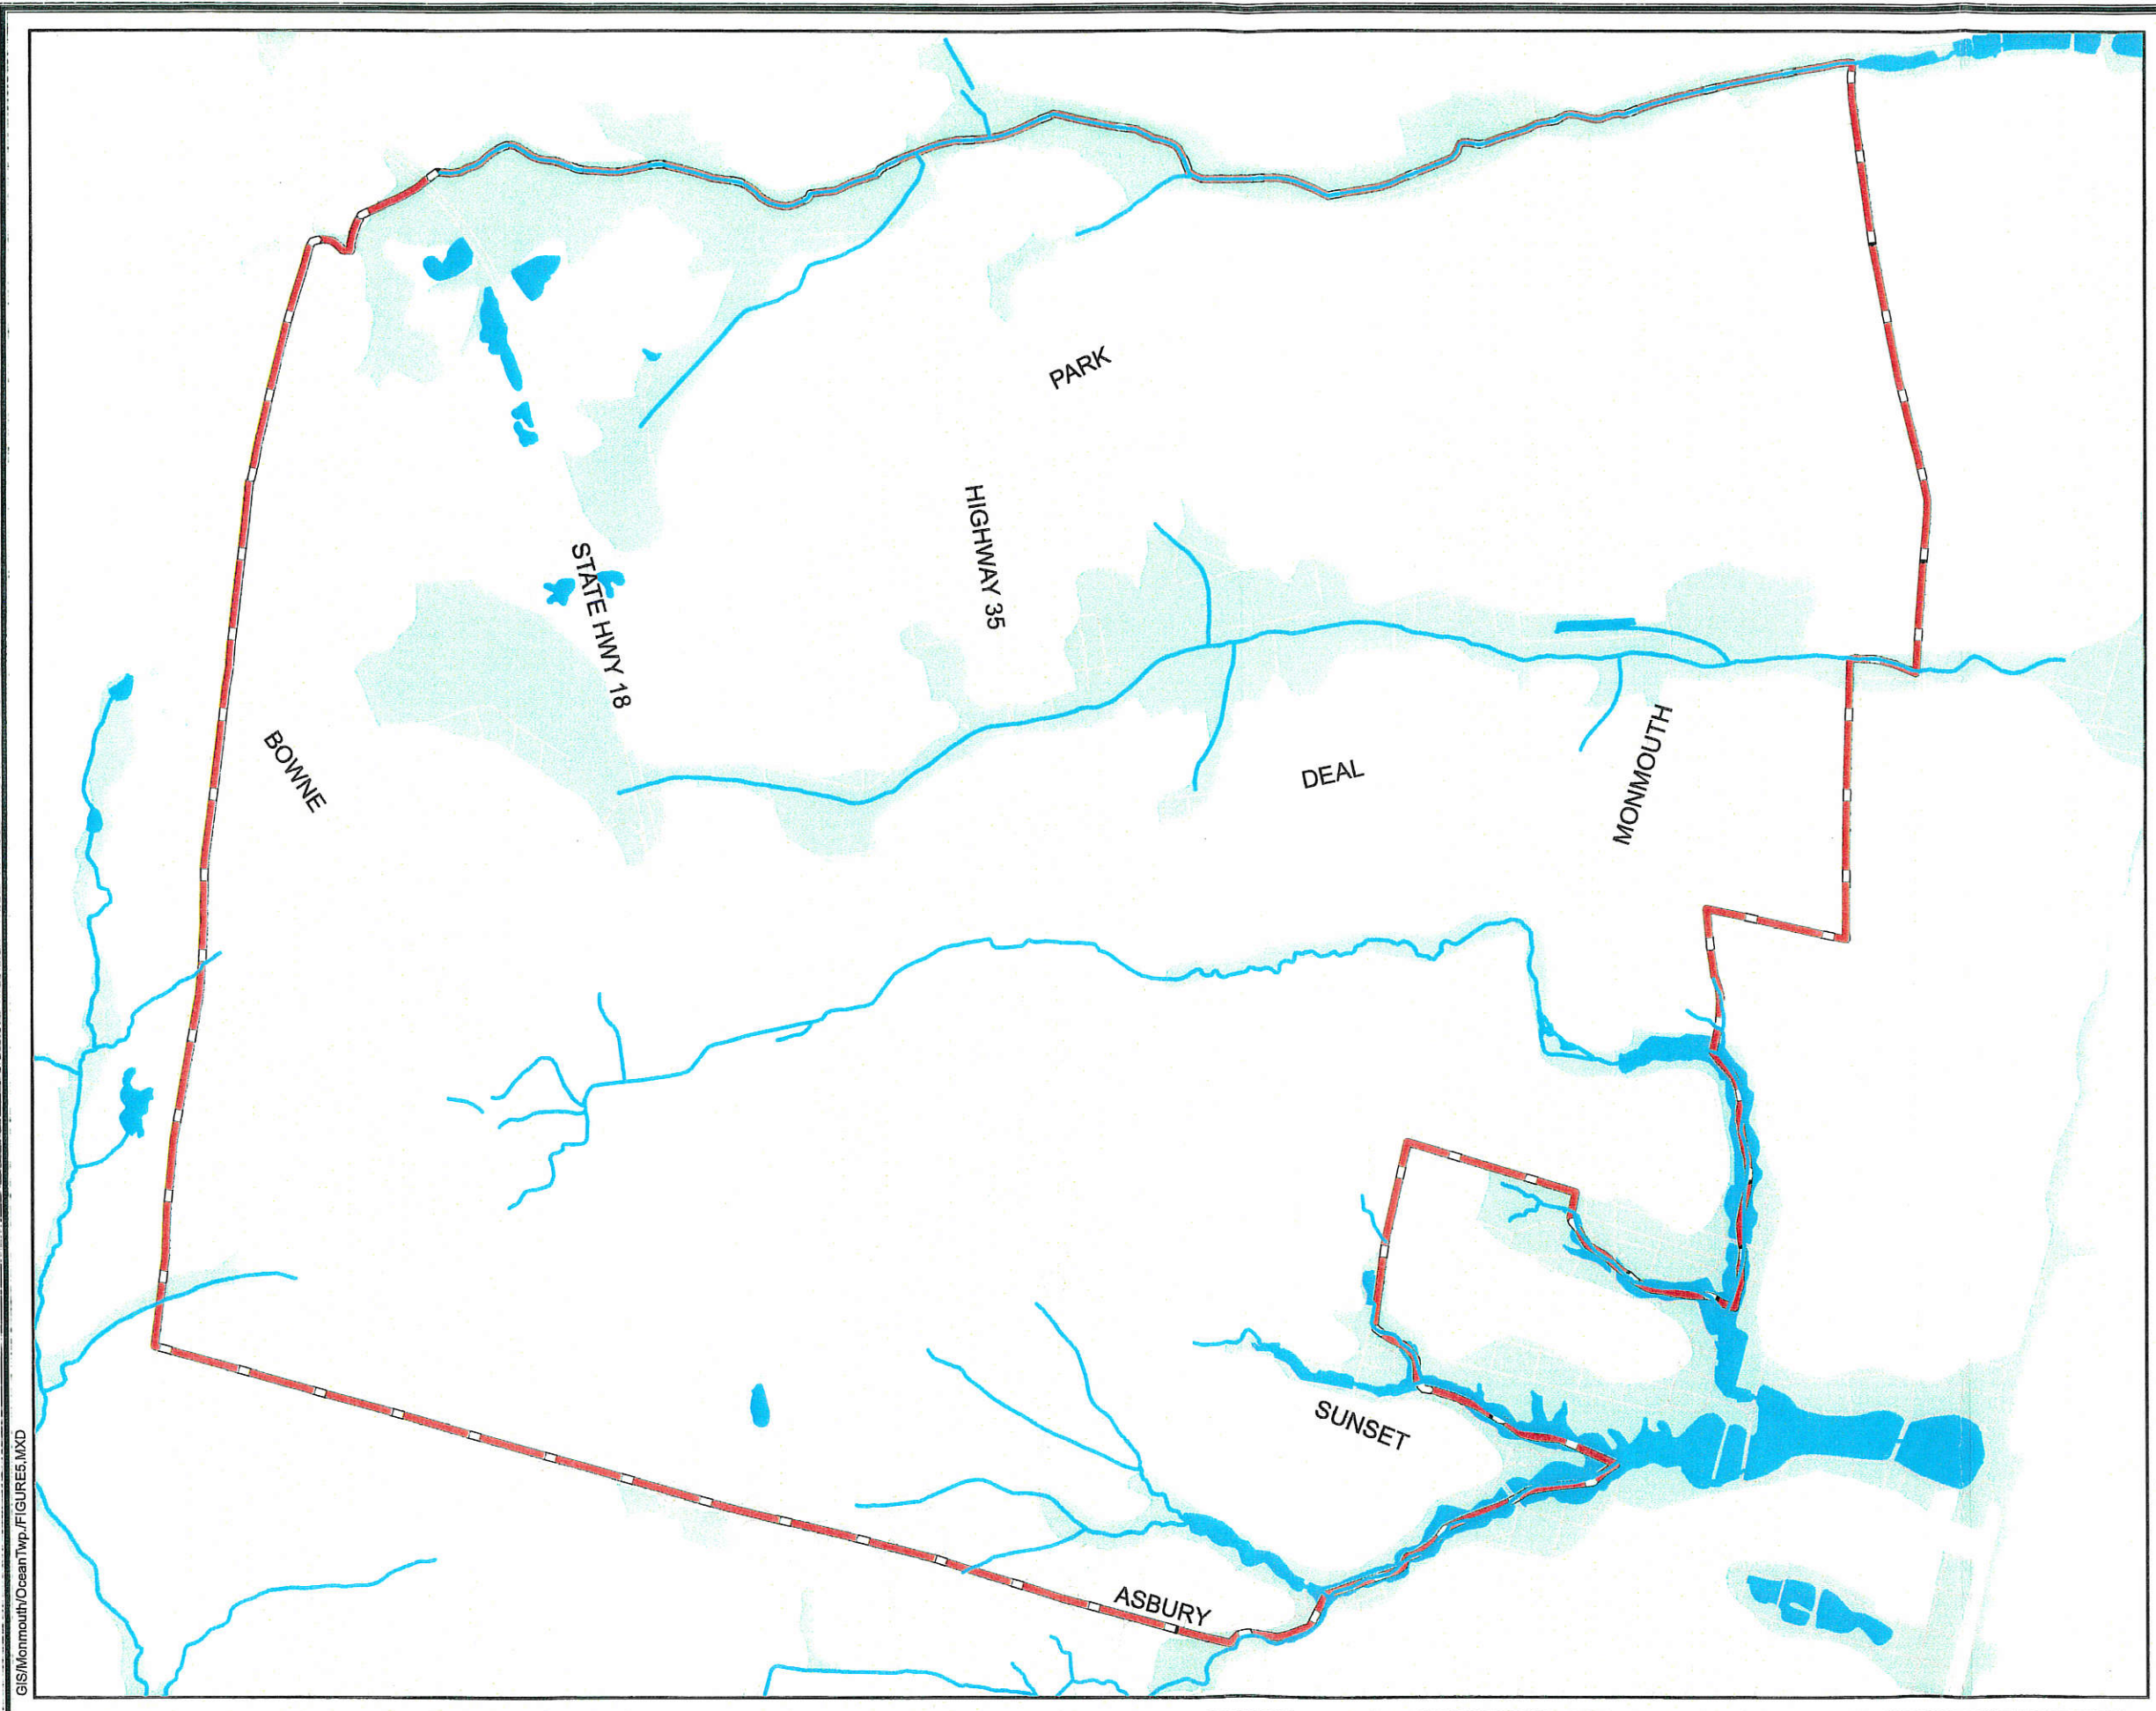 PARK
HIGHWAY 35
STATE HWY 18
BOWNE
DEAL
MONMOUTH
SUNSET
ASBURY
GIS/Monmouth/OceanTwp./FIGURE5.MXD